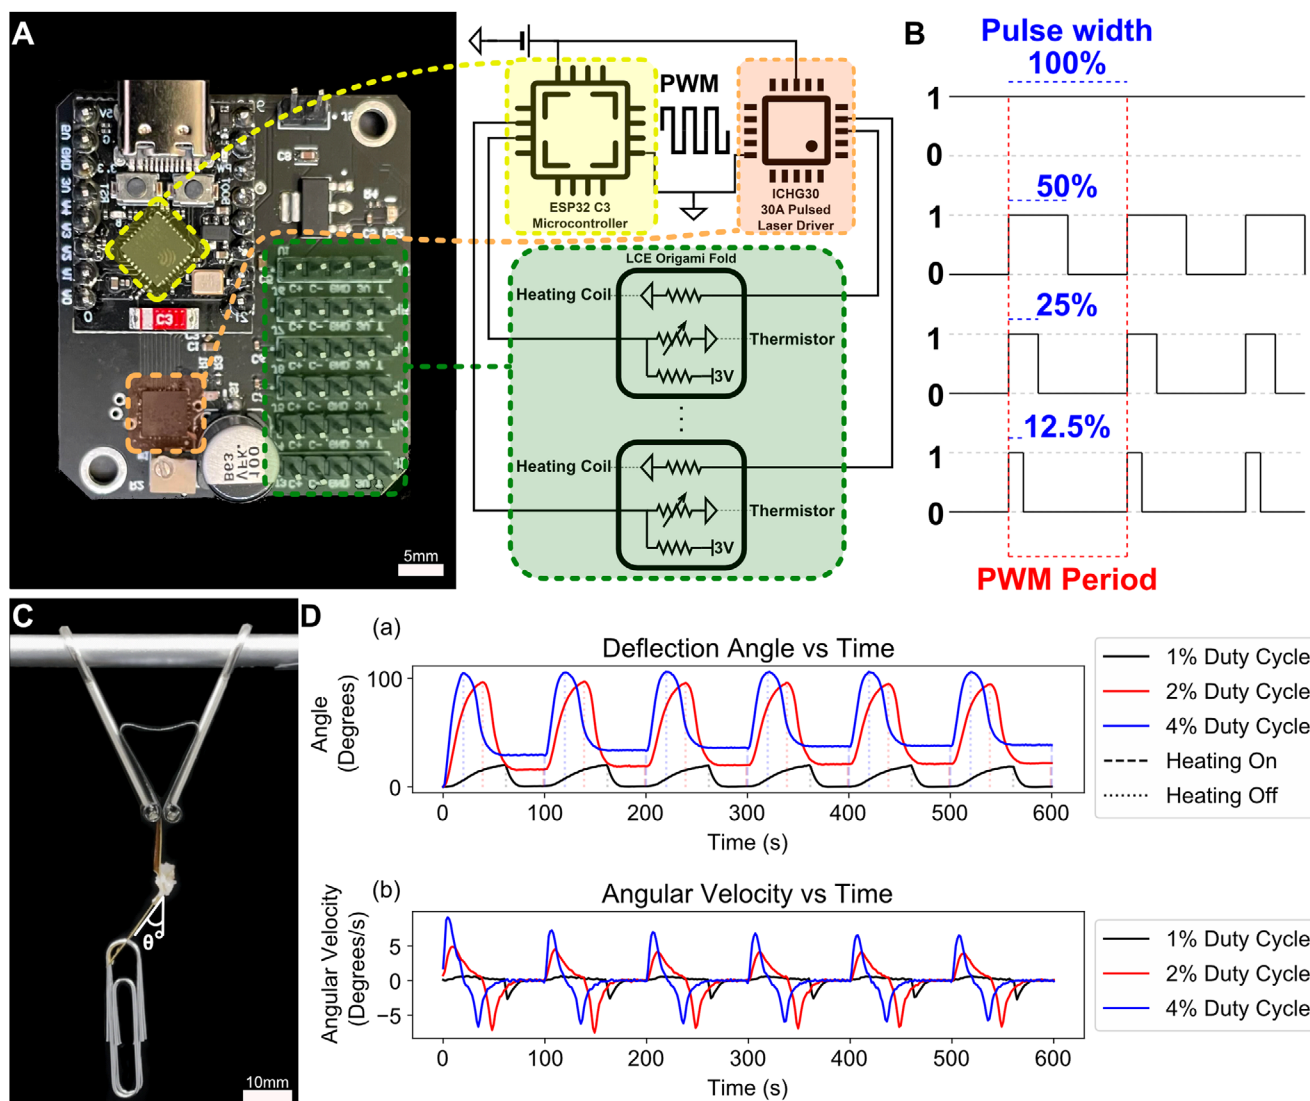 A
PWM
ESP32 C3
Microcontroller
ICHG30
30A Pulsed
Laser Driver
LCE Origami Fold
Heating Coil
Thermistor
3V
Heating Coil
Thermistor
3V
C3
5mm
B
Pulse width
100%
1
0
50%
1
0
25%
1
0
12.5%
1
0
PWM Period
C
θ°
10mm
D
(a)
Deflection Angle vs Time
Angle
(Degrees)
100
0
0 100 200 300 400 500 600
Time (s)
1% Duty Cycle
2% Duty Cycle
4% Duty Cycle
Heating On
Heating Off
(b)
Angular Velocity vs Time
Angular Velocity
(Degrees/s)
5
0
−5
0 100 200 300 400 500 600
Time (s)
1% Duty Cycle
2% Duty Cycle
4% Duty Cycle